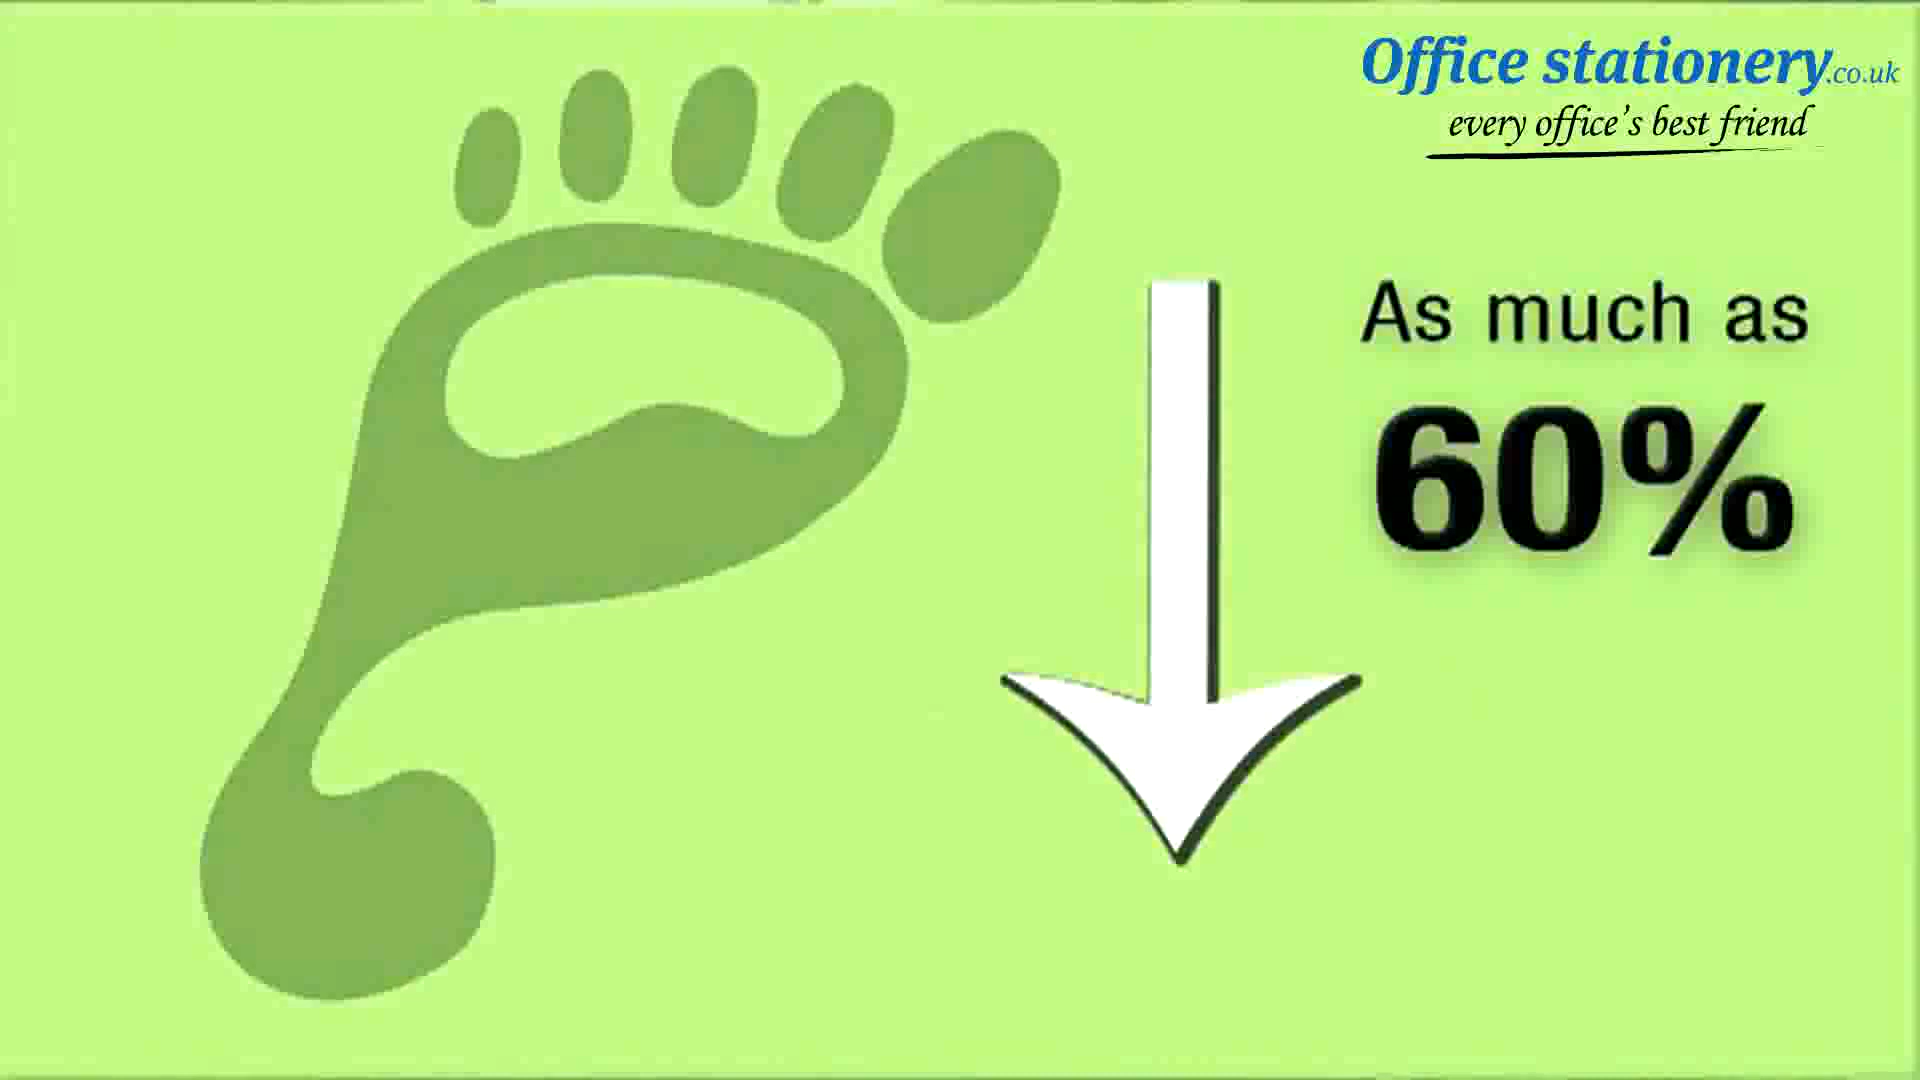 Office stationery.co.uk
every office's best friend
As much as
60%